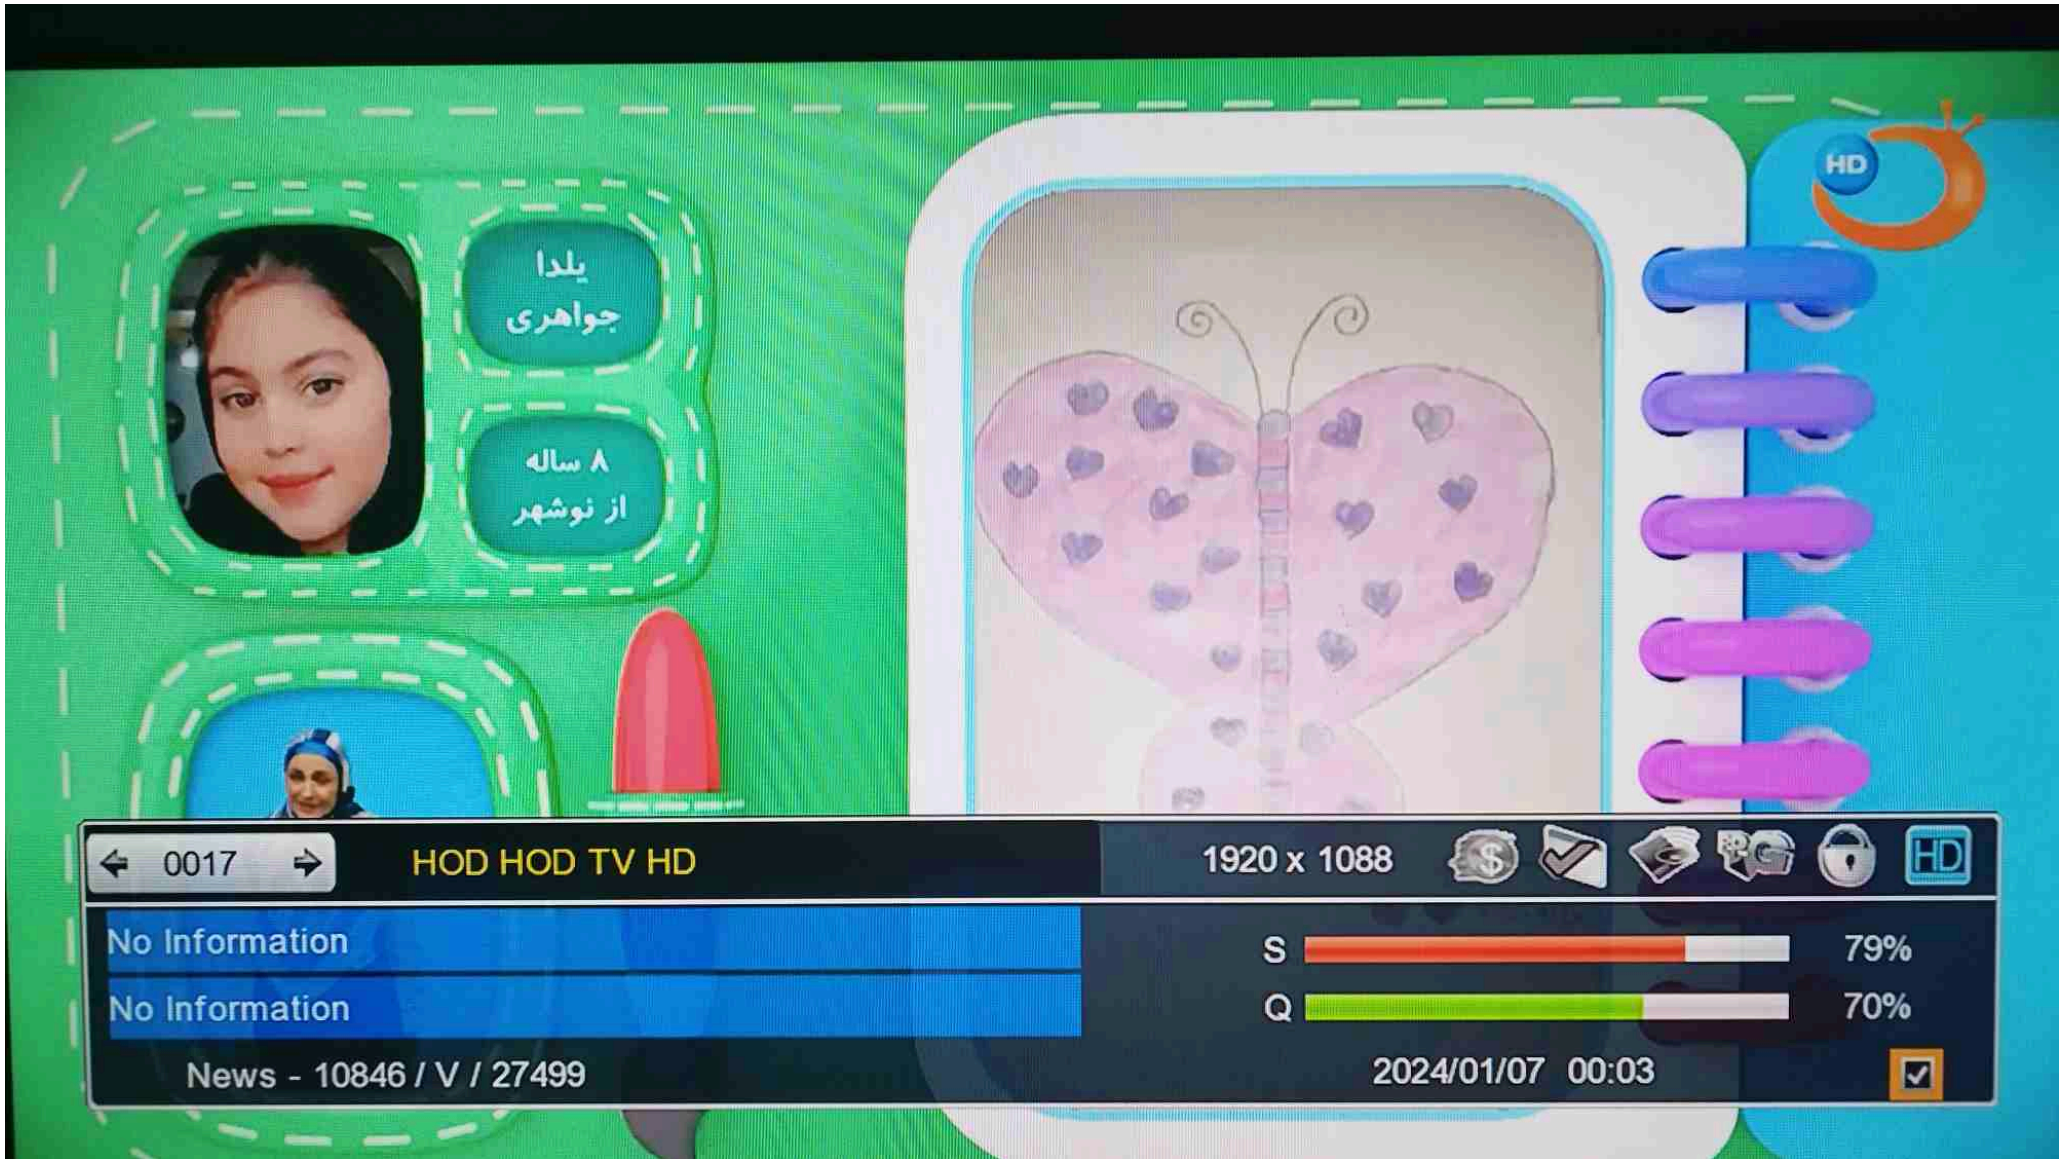 HD
یلدا
جواهری
۸ ساله
از نوشهر
0017
HOD HOD TV HD
1920 x 1088
$
HD
No Information
No Information
S
79%
Q
70%
News - 10846 / V / 27499
2024/01/07 00:03